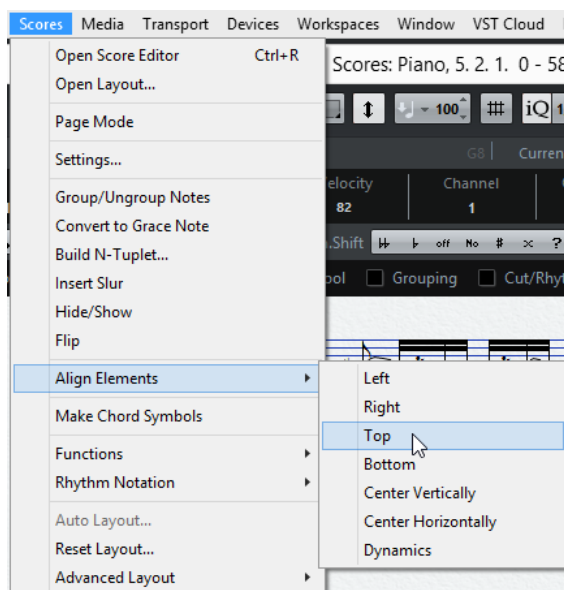 Scores Media Transport Devices Workspaces Window VST Cloud
Open Score Editor Ctrl+R
Open Layout...
Page Mode
Settings...
Group/Ungroup Notes
Convert to Grace Note
Build N-Tuplet...
Insert Slur
Hide/Show
Flip
Align Elements
Make Chord Symbols
Functions
Rhythm Notation
Auto Layout...
Reset Layout...
Advanced Layout
Left
Right
Top
Bottom
Center Vertically
Center Horizontally
Dynamics
Scores: Piano, 5. 2. 1. 0 - 58
100 iQ 1
G8 Curren
elocity Channel
82 1
.Shift off No ?
ool Grouping Cut/Rhyt